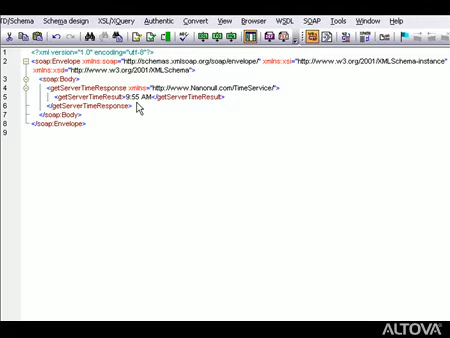 TD/Schema Schema design XSL/XQuery Authentic Convert View Browser WSDL SOAP Tools Window Help
1 <?xml version="1.0" encoding="utf-8"?>
2 <soap:Envelope xmlns:soap="http://schemas.xmlsoap.org/soap/envelope/" xmlns:xsi="http://www.w3.org/2001/XMLSchema-instance"
xmlns:xsd="http://www.w3.org/2001/XMLSchema">
3 <soap:Body>
4 <getServerTimeResponse xmlns="http://www.Nanonull.com/TimeService/">
5 <getServerTimeResult>9:55 AM</getServerTimeResult>
6 </getServerTimeResponse>
7 </soap:Body>
8 </soap:Envelope>
9
ALTOVA®